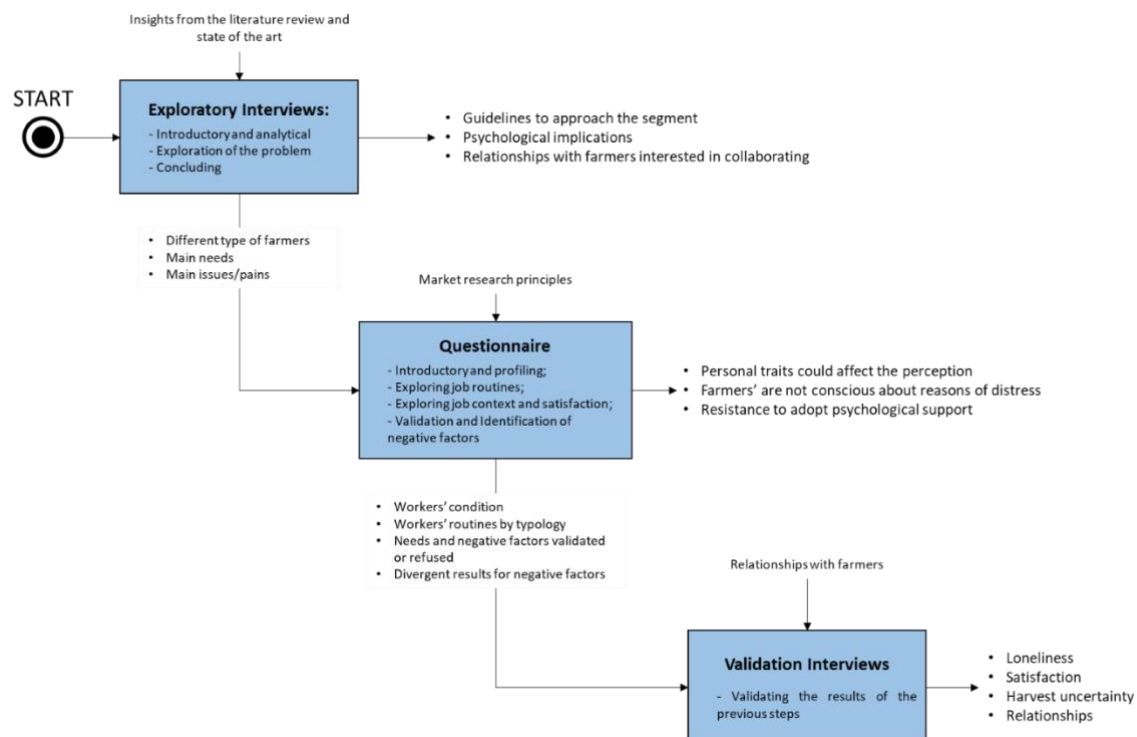 Insights from the literature review and
state of the art
START
Exploratory Interviews:
- Introductory and analytical
- Exploration of the problem
- Concluding
• Guidelines to approach the segment
• Psychological implications
• Relationships with farmers interested in collaborating
• Different type of farmers
• Main needs
• Main issues/pains
Market research principles
Questionnaire
- Introductory and profiling;
- Exploring job routines;
- Exploring job context and satisfaction;
- Validation and Identification of
negative factors
• Personal traits could affect the perception
• Farmers' are not conscious about reasons of distress
• Resistance to adopt psychological support
• Workers' condition
• Workers' routines by typology
• Needs and negative factors validated
or refused
• Divergent results for negative factors
Relationships with farmers
Validation Interviews
- Validating the results of the
previous steps
• Loneliness
• Satisfaction
• Harvest uncertainty
• Relationships